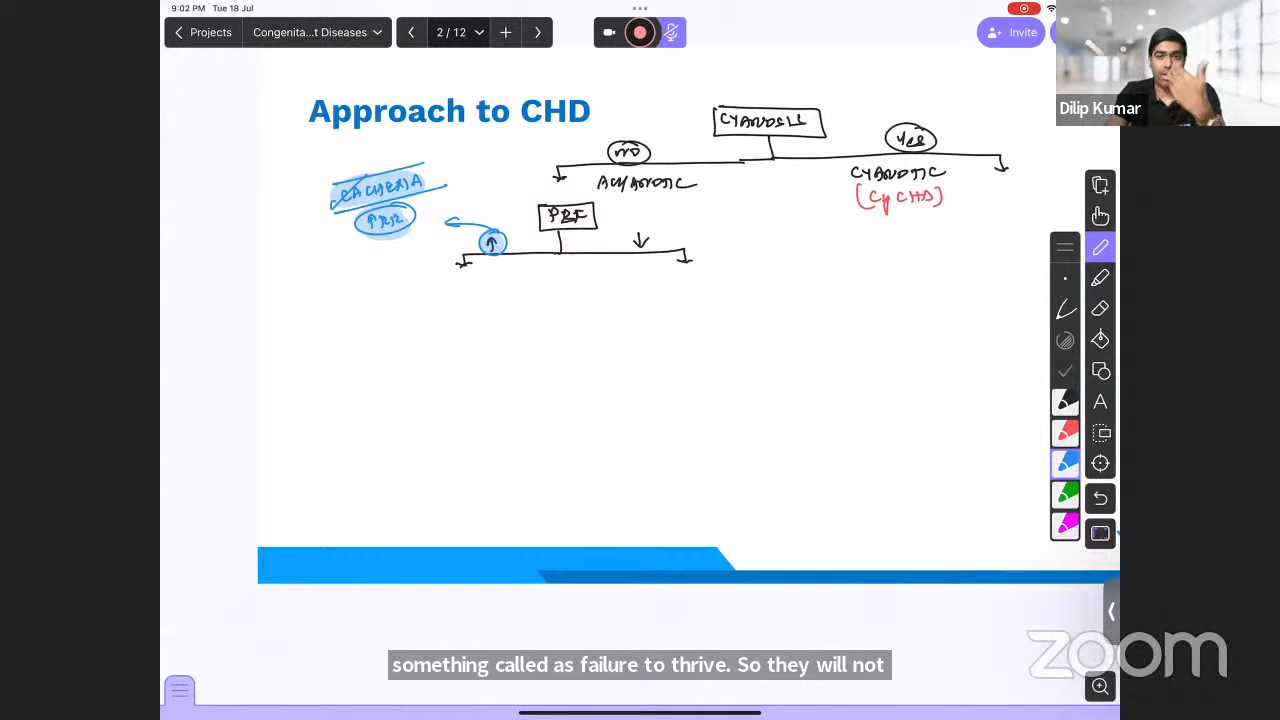 9:02 PM Tue 18 Jul
Projects
Congenita...t Diseases
2 / 12
Invite
Dilip Kumar
Approach to CHD
CYANOSIS
NO
Yes
ACYANOTIC
CYANOTIC
(CyCHD)
CACHEXIA
↑RR
PBF
↑
↓
A
something called as failure to thrive. So they will not
zoom